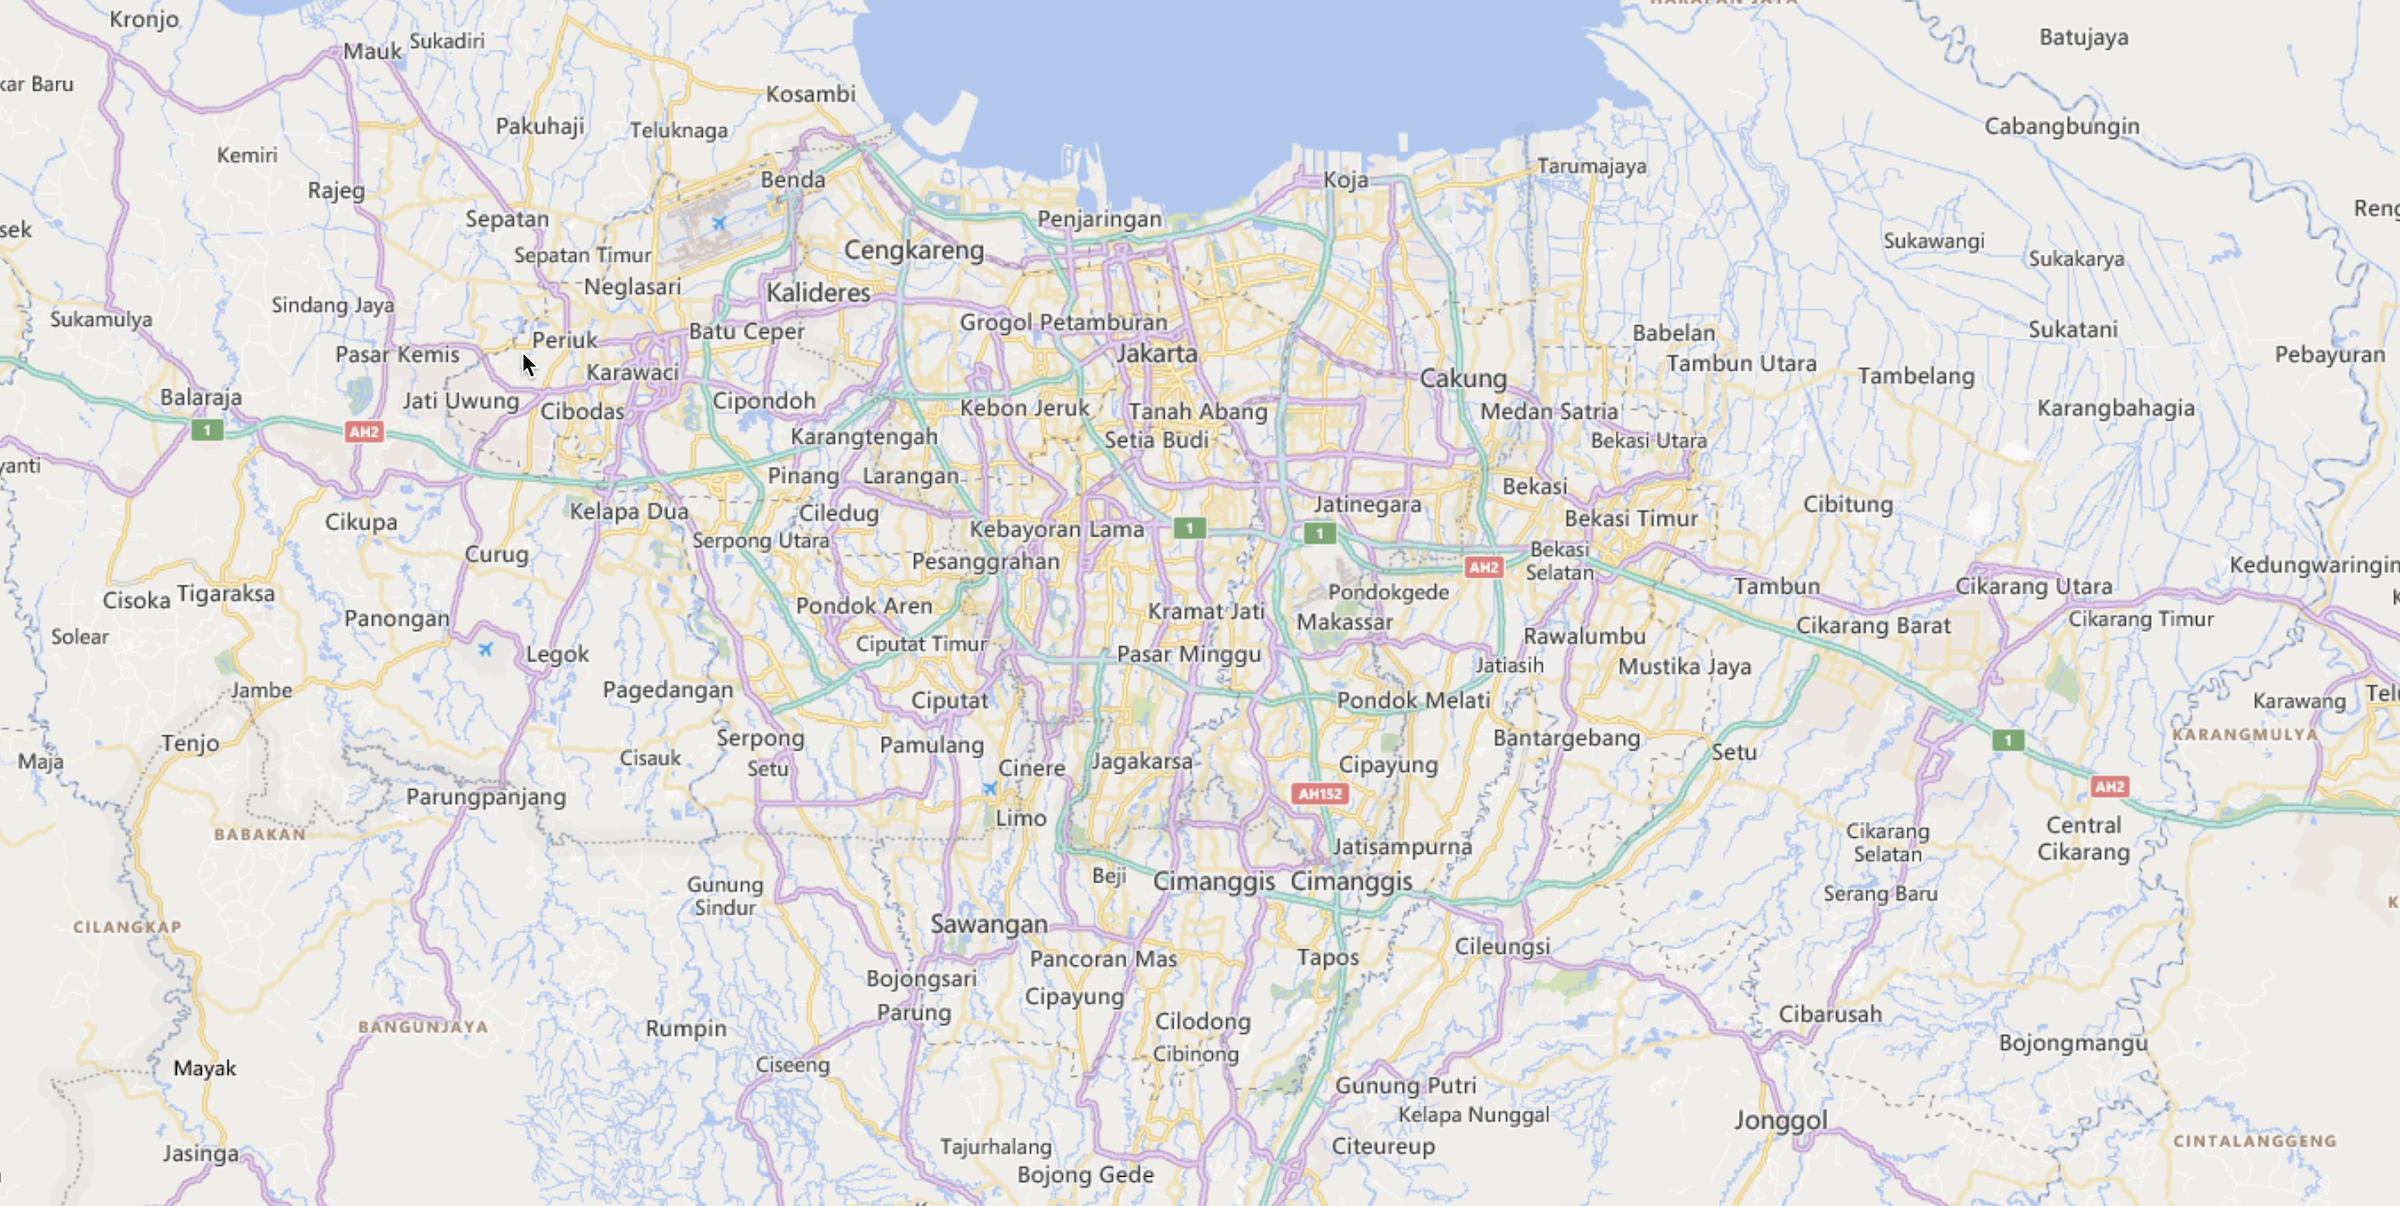 HARAPAN JAYA
Kronjo
Mauk
Sukadiri
Batujaya
kar Baru
Kosambi
Pakuhaji
Teluknaga
Cabangbungin
Kemiri
Rajeg
Benda
Koja
Tarumajaya
Sepatan
Penjaringan
Reng
sek
Sepatan Timur
Cengkareng
Sukawangi
Sukakarya
Neglasari
Kalideres
Sindang Jaya
Sukamulya
Periuk
Batu Ceper
Grogol Petamburan
Babelan
Sukatani
Pasar Kemis
Jakarta
Tambun Utara
Pebayuran
Karawaci
Cakung
Tambelang
Balaraja
Jati Uwung
Cibodas
Cipondoh
Kebon Jeruk
Tanah Abang
Medan Satria
Karangbahagia
1
AH2
Karangtengah
Setia Budi
Bekasi Utara
yanti
Pinang
Larangan
Bekasi
Jatinegara
Cibitung
Cikupa
Kelapa Dua
Ciledug
Bekasi Timur
Serpong Utara
Kebayoran Lama
1
1
Curug
Pesanggrahan
AH2
Bekasi
Selatan
Kedungwaringin
Cisoka
Tigaraksa
Pondok Aren
Kramat Jati
Pondokgede
Tambun
Cikarang Utara
K
Panongan
Makassar
Cikarang Barat
Cikarang Timur
Solear
Legok
Ciputat Timur
Pasar Minggu
Rawalumbu
Jatiasih
Mustika Jaya
Jambe
Pagedangan
Ciputat
Pondok Melati
Karawang
Tel
KARANGMULYA
Tenjo
Serpong
Pamulang
Bantargebang
1
Maja
Cisauk
Setu
Cinere
Jagakarsa
Cipayung
Setu
AH2
Parungpanjang
AH152
BABAKAN
Limo
Jatisampurna
Cikarang
Selatan
Central
Cikarang
Gunung
Sindur
Beji
Cimanggis
Cimanggis
Serang Baru
K
CILANGKAP
Sawangan
Cileungsi
Pancoran Mas
Tapos
Bojongsari
Cipayung
Parung
Cibarusah
BANGUNJAYA
Rumpin
Cilodong
Cibinong
Bojongmangu
Mayak
Ciseeng
Gunung Putri
Kelapa Nunggal
Jonggol
Jasinga
Tajurhalang
Citeureup
CINTALANGGENG
Bojong Gede